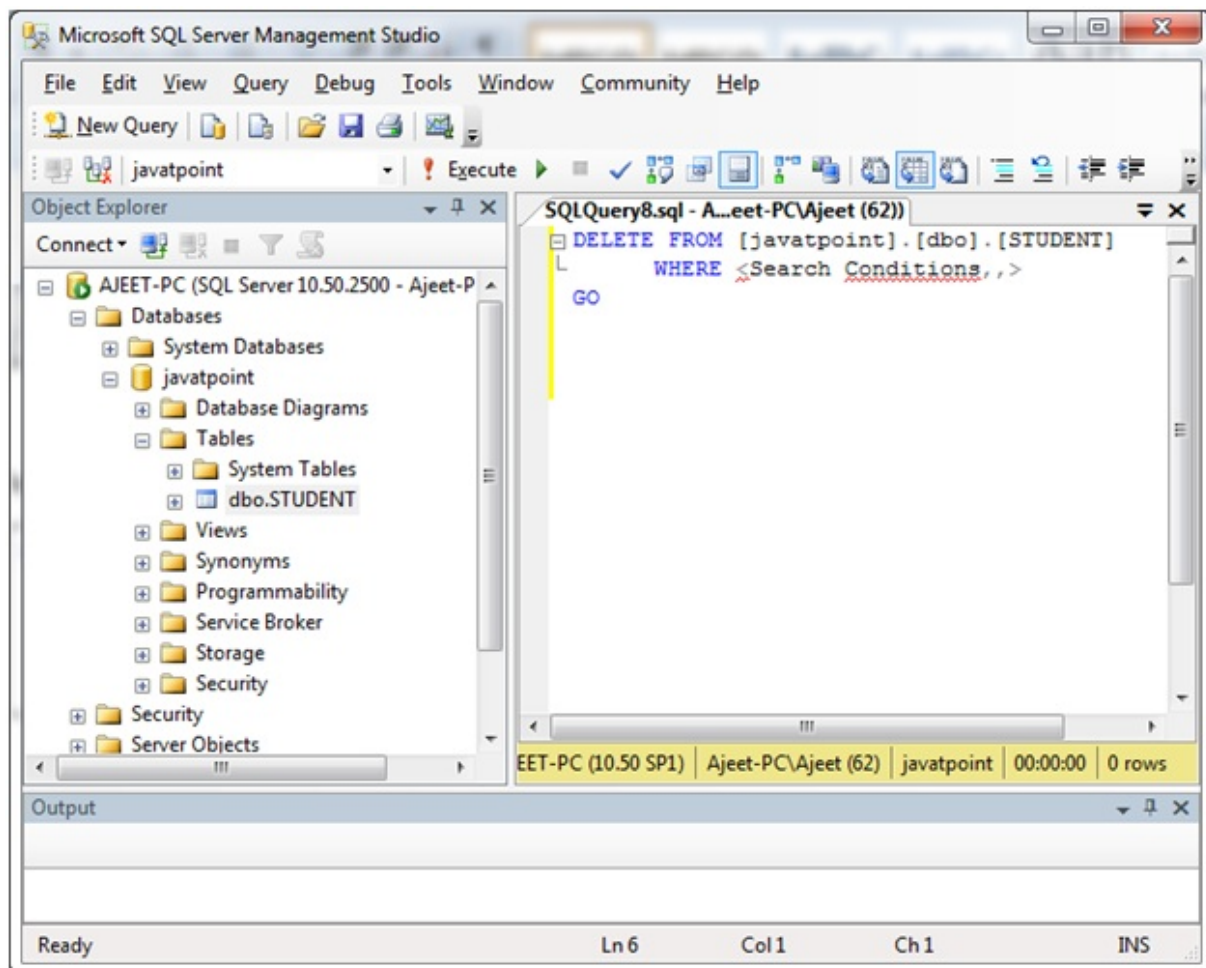 Microsoft SQL Server Management Studio
File Edit View Query Debug Tools Window Community Help
New Query
javatpoint Execute
Object Explorer
Connect
AJEET-PC (SQL Server 10.50.2500 - Ajeet-P
Databases
System Databases
javatpoint
Database Diagrams
Tables
System Tables
dbo.STUDENT
Views
Synonyms
Programmability
Service Broker
Storage
Security
Security
Server Objects
SQLQuery8.sql - A...eet-PC\Ajeet (62))
DELETE FROM [javatpoint].[dbo].[STUDENT]
WHERE <Search Conditions,,>
GO
EET-PC (10.50 SP1) Ajeet-PC\Ajeet (62) javatpoint 00:00:00 0 rows
Output
Ready Ln 6 Col 1 Ch 1 INS